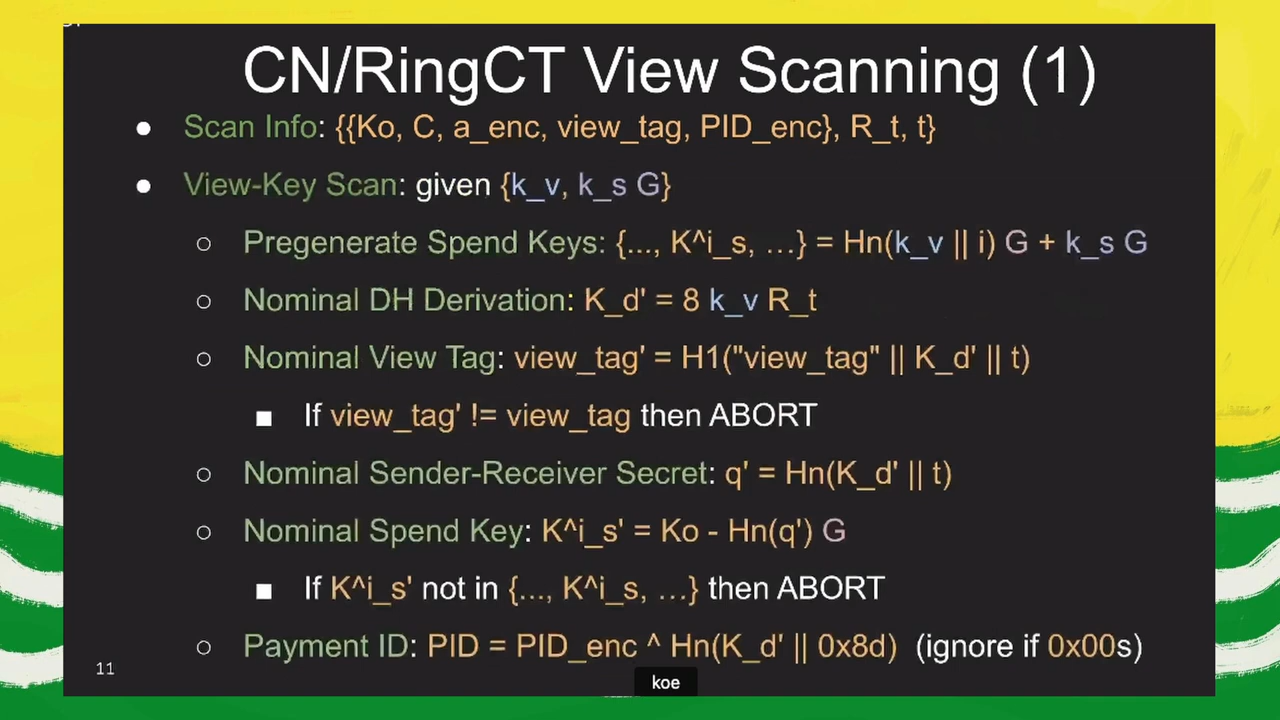 CN/RingCT View Scanning (1)
● Scan Info: {{Ko, C, a_enc, view_tag, PID_enc}, R_t, t}
● View-Key Scan: given {k_v, k_s G}
○ Pregenerate Spend Keys: {..., K^i_s, …} = Hn(k_v || i) G + k_s G
○ Nominal DH Derivation: K_d' = 8 k_v R_t
○ Nominal View Tag: view_tag' = H1("view_tag" || K_d' || t)
■ If view_tag' != view_tag then ABORT
○ Nominal Sender-Receiver Secret: q' = Hn(K_d' || t)
○ Nominal Spend Key: K^i_s' = Ko - Hn(q') G
■ If K^i_s' not in {..., K^i_s, …} then ABORT
○ Payment ID: PID = PID_enc ^ Hn(K_d' || 0x8d) (ignore if 0x00s)
11
koe